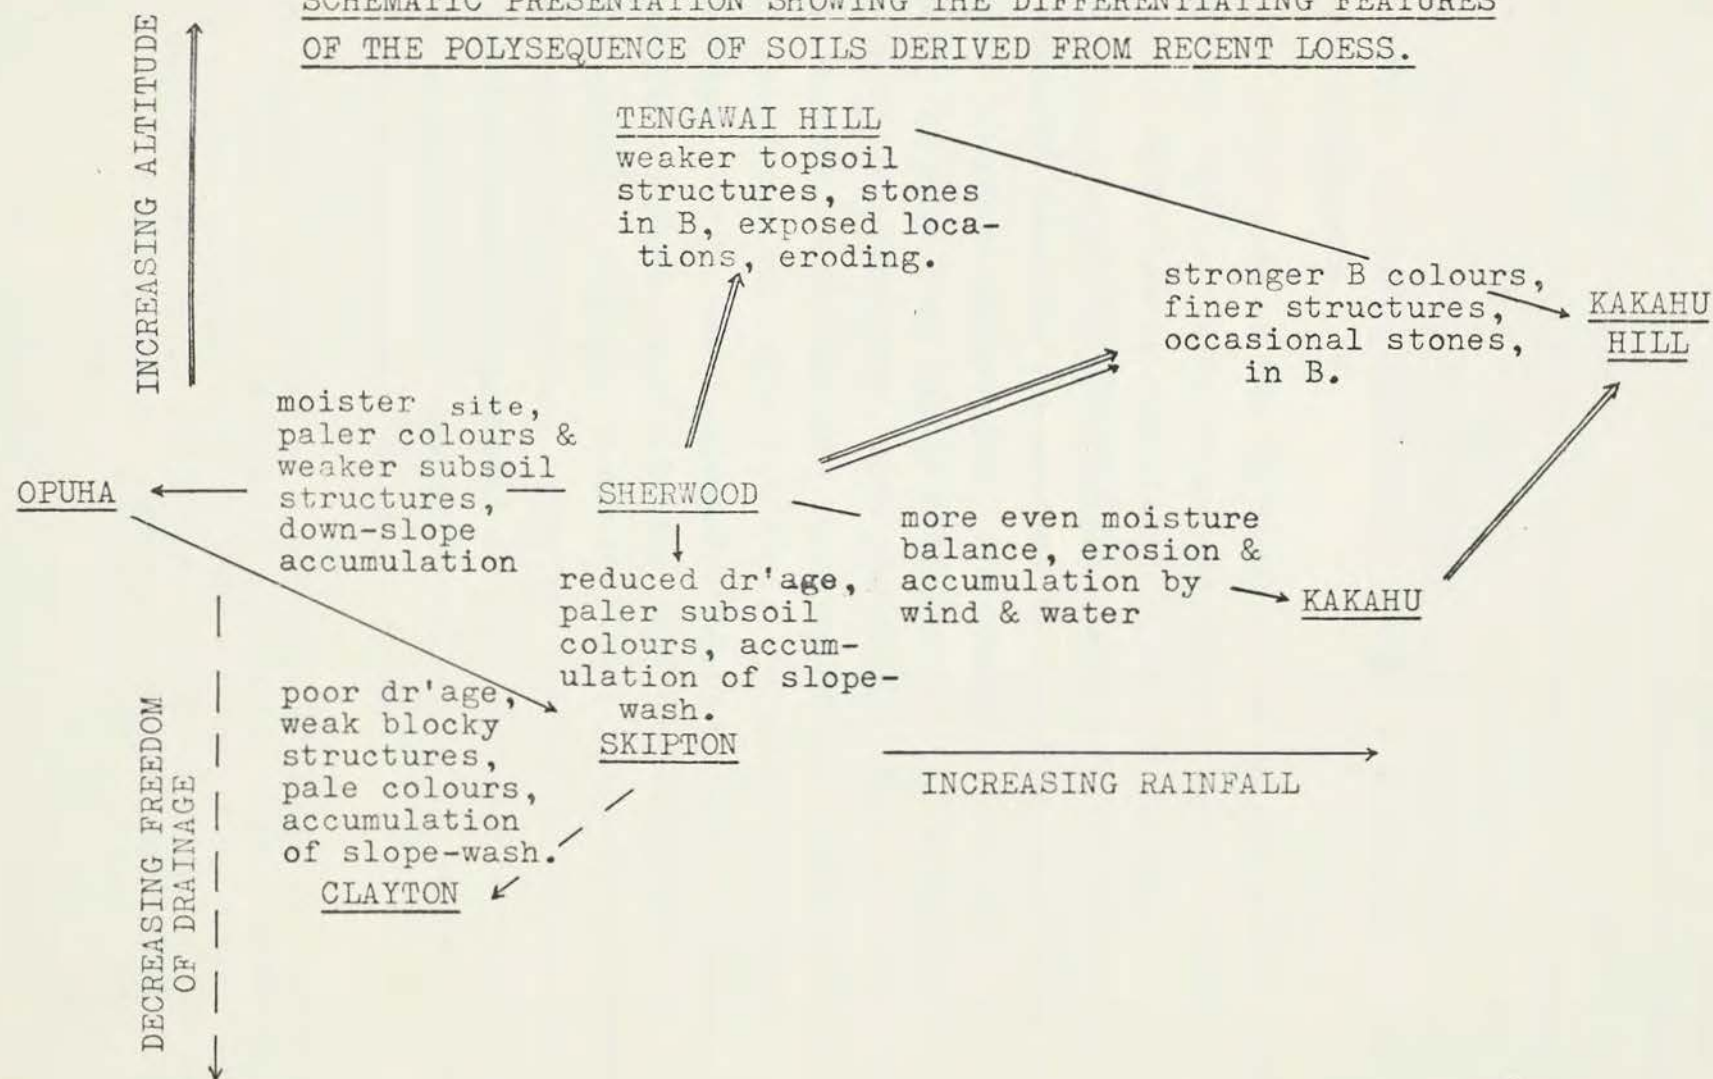 SCHEMATIC PRESENTATION SHOWING THE DIFFERENTIATING FEATURES
OF THE POLYSEQUENCE OF SOILS DERIVED FROM RECENT LOESS.
INCREASING ALTITUDE
TENGAWAI HILL
weaker topsoil
structures, stones
in B, exposed loca-
tions, eroding.
stronger B colours,
finer structures,
occasional stones,
in B.
KAKAHU
HILL
moister site,
paler colours &
weaker subsoil
structures,
down-slope
accumulation
OPUHA
SHERWOOD
more even moisture
balance, erosion &
accumulation by
wind & water
KAKAHU
reduced dr'age,
paler subsoil
colours, accum-
ulation of slope-
wash.
SKIPTON
poor dr'age,
weak blocky
structures,
pale colours,
accumulation
of slope-wash.
CLAYTON
INCREASING RAINFALL
DECREASING FREEDOM
OF DRAINAGE